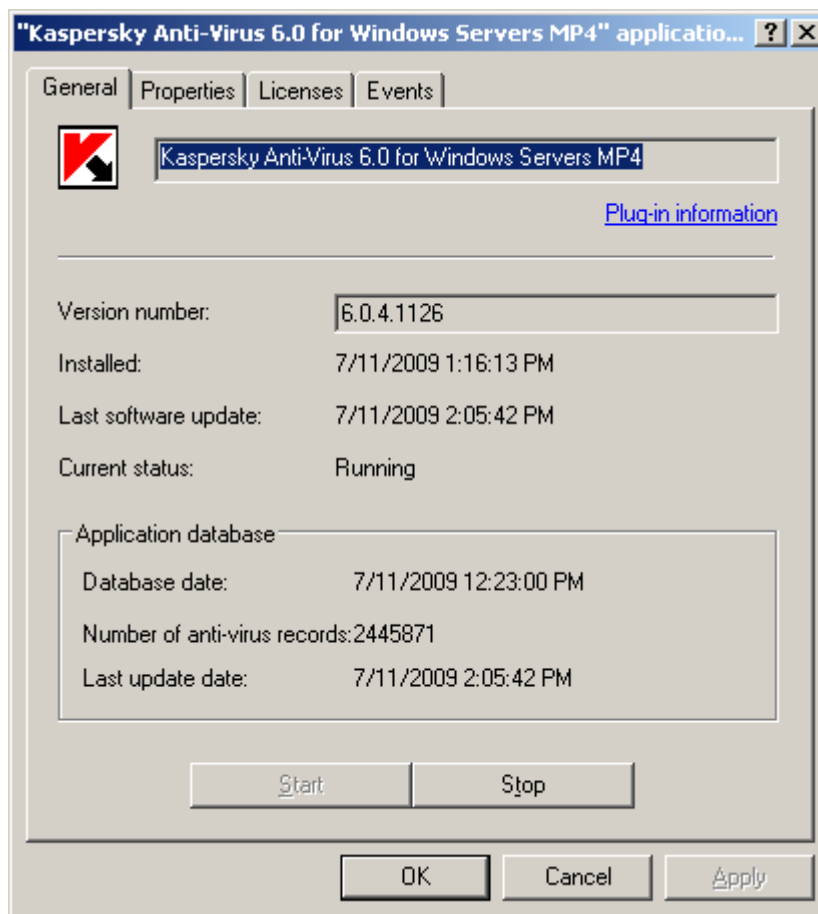 "Kaspersky Anti-Virus 6.0 for Windows Servers MP4" applicatio... ?
General Properties Licenses Events
Kaspersky Anti-Virus 6.0 for Windows Servers MP4
Plug-in information
Version number: 6.0.4.1126
Installed: 7/11/2009 1:16:13 PM
Last software update: 7/11/2009 2:05:42 PM
Current status: Running
Application database
Database date: 7/11/2009 12:23:00 PM
Number of anti-virus records:2445871
Last update date: 7/11/2009 2:05:42 PM
Start Stop
OK Cancel Apply